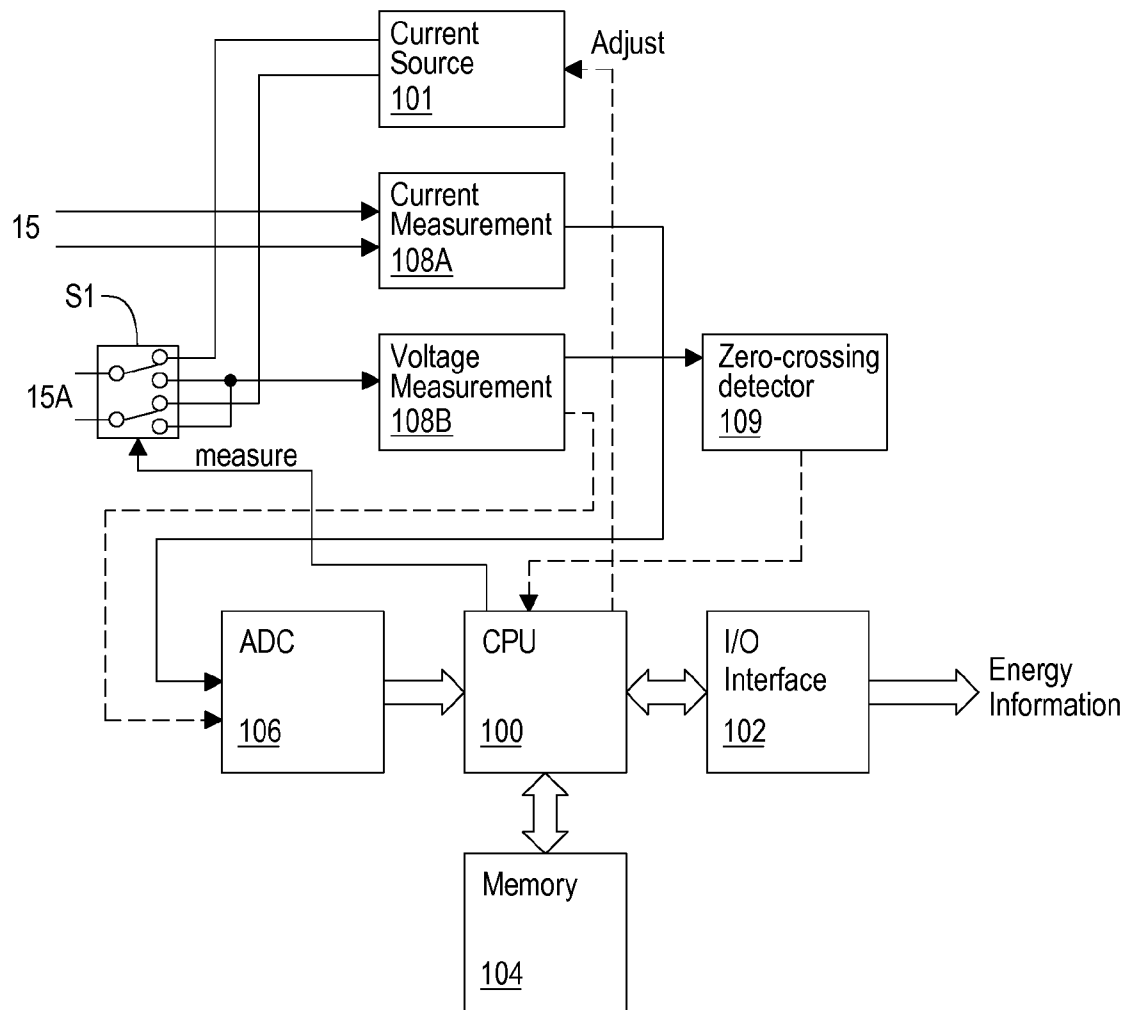 Current
Source
101
Adjust
15
Current
Measurement
108A
S1
15A
Voltage
Measurement
108B
Zero-crossing
detector
109
measure
ADC
106
CPU
100
I/O
Interface
102
Energy
Information
Memory
104